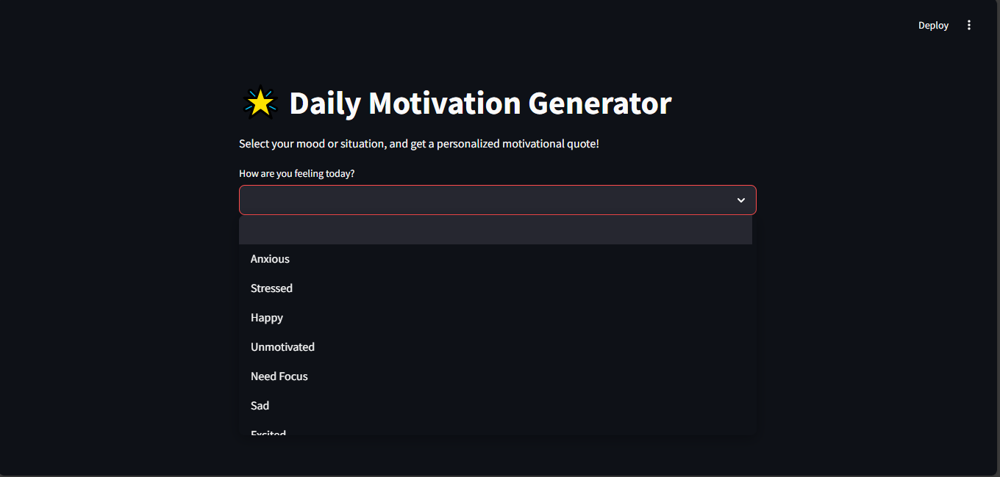 Deploy
Daily Motivation Generator
Select your mood or situation, and get a personalized motivational quote!
How are you feeling today?
Anxious
Stressed
Happy
Unmotivated
Need Focus
Sad
Excited